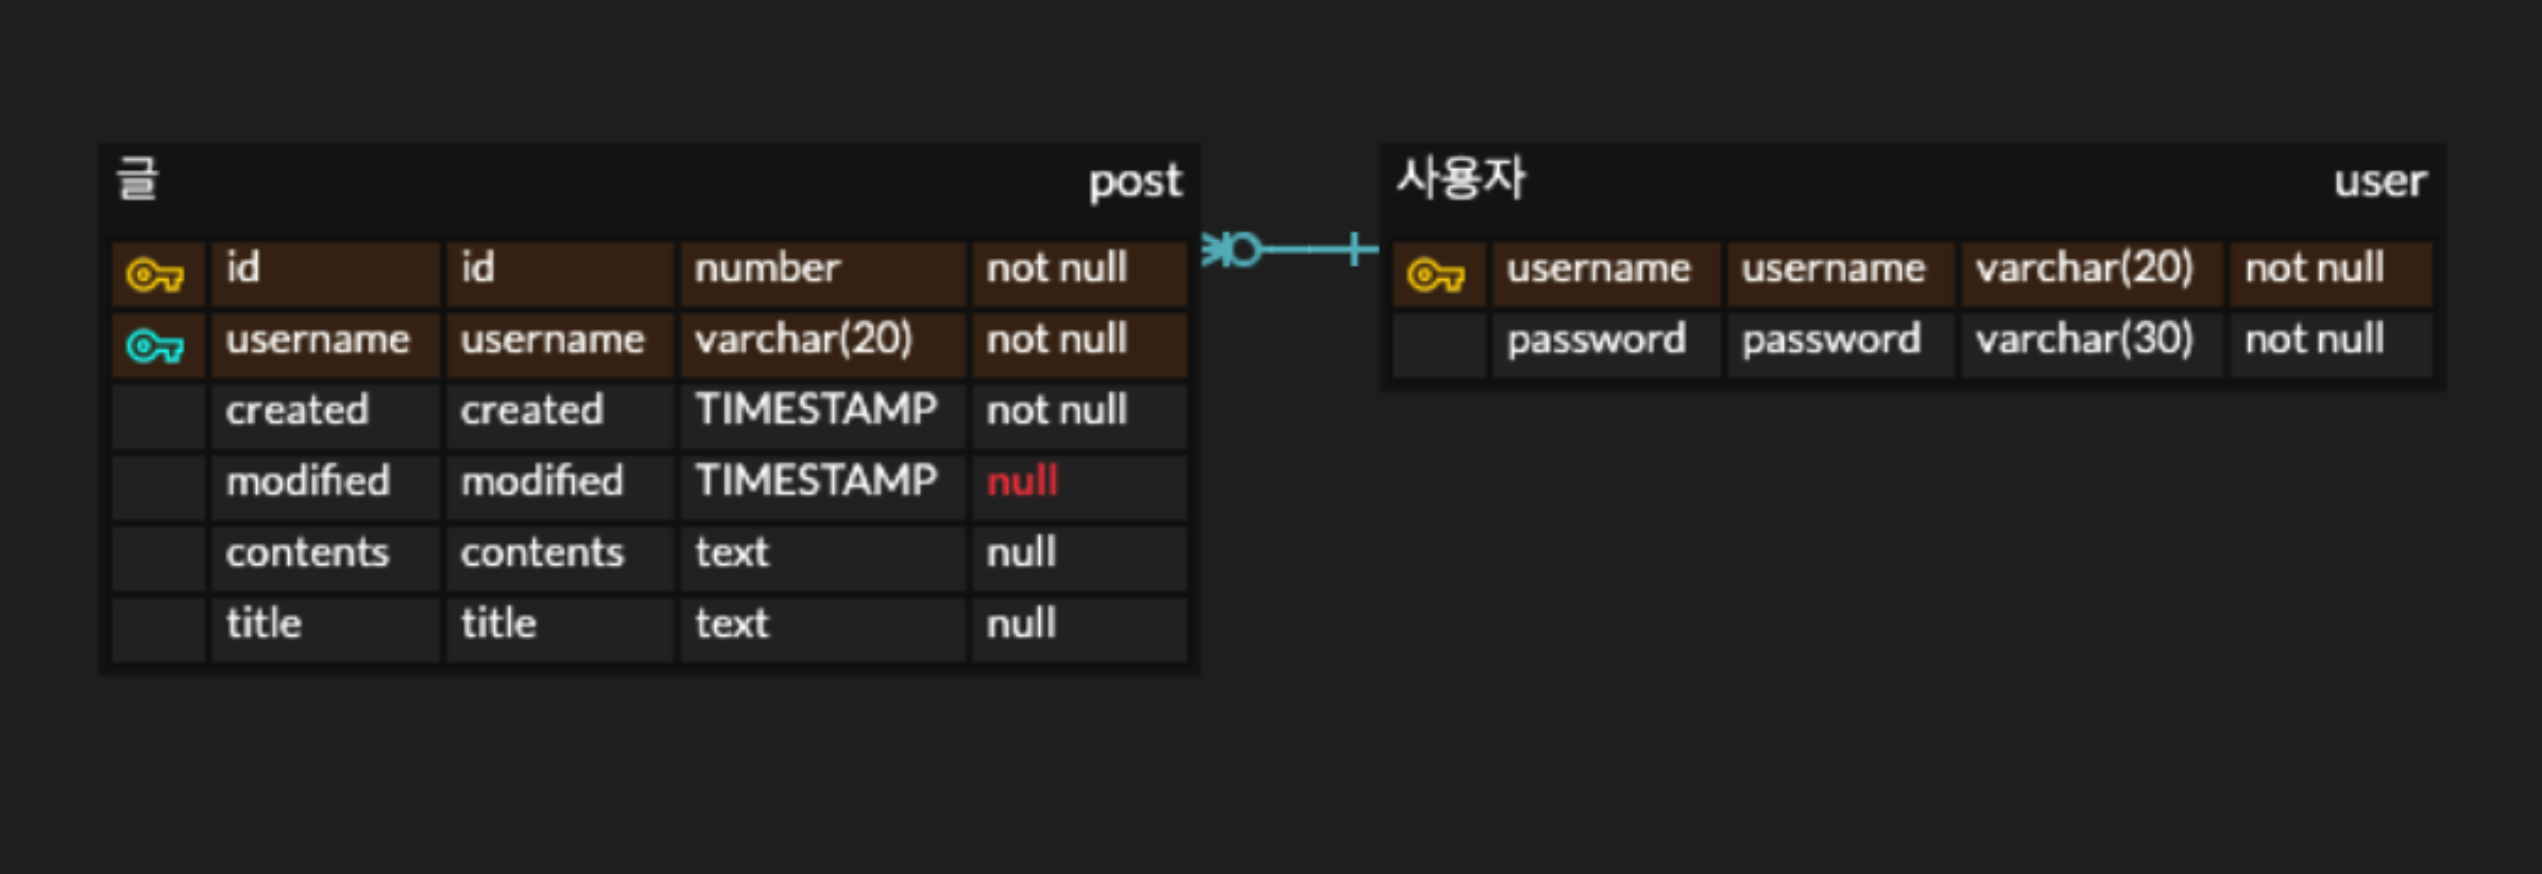 글 post
id id number not null
username username varchar(20) not null
created created TIMESTAMP not null
modified modified TIMESTAMP null
contents contents text null
title title text null
사용자 user
username username varchar(20) not null
password password varchar(30) not null